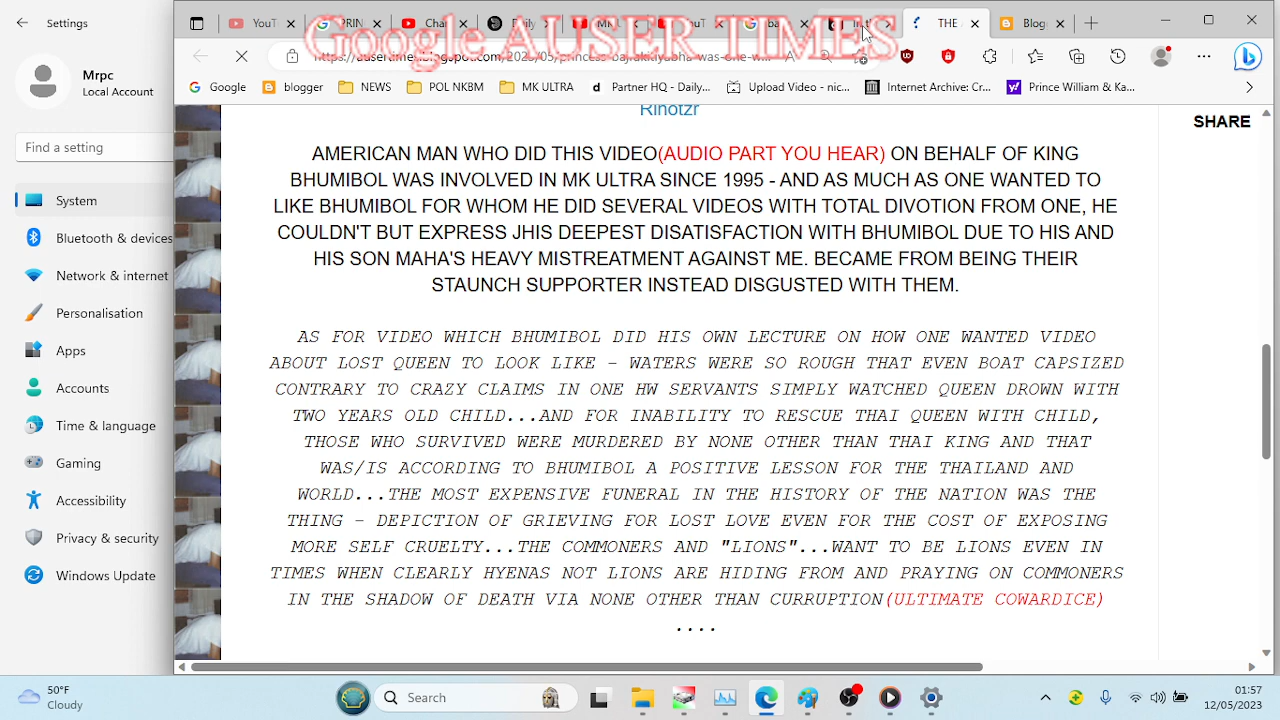 Settings
YouT
PRIN
Cha
Daily
YouT
THE
Blog
Google AUSER TIMES
Google
blogger
NEWS
POL NKBM
MK ULTRA
Partner HQ - Daily...
Upload Video - nic...
Internet Archive: Cr...
Prince William & Ka...
Mrpc
Local Account
Find a setting
System
Bluetooth & devices
Network & internet
Personalisation
Apps
Accounts
Time & language
Gaming
Accessibility
Privacy & security
Windows Update
Rihotzr
SHARE
AMERICAN MAN WHO DID THIS VIDEO(AUDIO PART YOU HEAR) ON BEHALF OF KING
BHUMIBOL WAS INVOLVED IN MK ULTRA SINCE 1995 - AND AS MUCH AS ONE WANTED TO
LIKE BHUMIBOL FOR WHOM HE DID SEVERAL VIDEOS WITH TOTAL DIVOTION FROM ONE, HE
COULDN'T BUT EXPRESS JHIS DEEPEST DISATISFACTION WITH BHUMIBOL DUE TO HIS AND
HIS SON MAHA'S HEAVY MISTREATMENT AGAINST ME. BECAME FROM BEING THEIR
STAUNCH SUPPORTER INSTEAD DISGUSTED WITH THEM.
AS FOR VIDEO WHICH BHUMIBOL DID HIS OWN LECTURE ON HOW ONE WANTED VIDEO
ABOUT LOST QUEEN TO LOOK LIKE - WATERS WERE SO ROUGH THAT EVEN BOAT CAPSIZED
CONTRARY TO CRAZY CLAIMS IN ONE HW SERVANTS SIMPLY WATCHED QUEEN DROWN WITH
TWO YEARS OLD CHILD...AND FOR INABILITY TO RESCUE THAI QUEEN WITH CHILD,
THOSE WHO SURVIVED WERE MURDERED BY NONE OTHER THAN THAI KING AND THAT
WAS/IS ACCORDING TO BHUMIBOL A POSITIVE LESSON FOR THE THAILAND AND
WORLD...THE MOST EXPENSIVE FUNERAL IN THE HISTORY OF THE NATION WAS THE
THING - DEPICTION OF GRIEVING FOR LOST LOVE EVEN FOR THE COST OF EXPOSING
MORE SELF CRUELTY...THE COMMONERS AND "LIONS"...WANT TO BE LIONS EVEN IN
TIMES WHEN CLEARLY HYENAS NOT LIONS ARE HIDING FROM AND PRAYING ON COMMONERS
IN THE SHADOW OF DEATH VIA NONE OTHER THAN CURRUPTION(ULTIMATE COWARDICE)
....
50°F
Cloudy
Search
01:57
12/05/2023